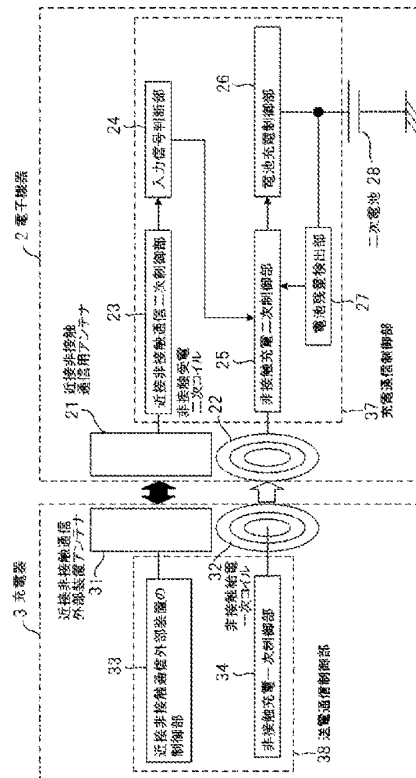 2 電子機器
3 充電器
24
入力信号判断部
26
電池充電制御部
二次電池 28
23
近接非接触通信二次制御部
25
非接触充電二次制御部
27
電池残量検出部
37
充電通信制御部
21 近接非接触
通信用アンテナ
非接触受電
二次コイル
22
近接非接触通信
外部装置アンテナ
31
32
非接触給電
一次コイル
33
近接非接触通信外部装置の
制御部
34
非接触充電一次制御部
38 送電通信制御部